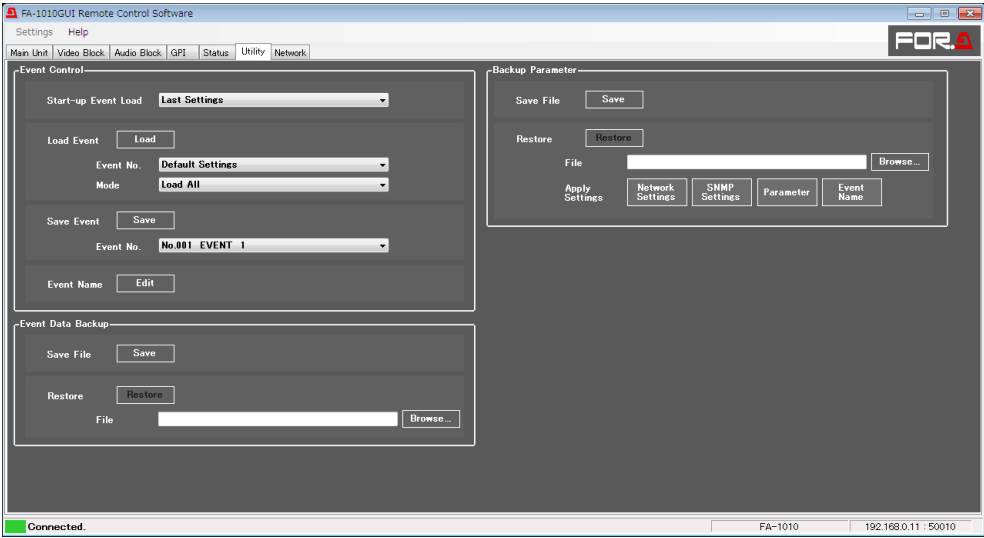 FA-1010GUI Remote Control Software
Settings Help
FOR.A
Main Unit Video Block Audio Block GPI Status Utility Network
Event Control
Start-up Event Load Last Settings
Load Event Load
Event No. Default Settings
Mode Load All
Save Event Save
Event No. No.001 EVENT 1
Event Name Edit
Event Data Backup
Save File Save
Restore Restore
File Browse...
Backup Parameter
Save File Save
Restore Restore
File Browse...
Apply Settings Network Settings SNMP Settings Parameter Event Name
Connected. FA-1010 192.168.0.11 : 50010